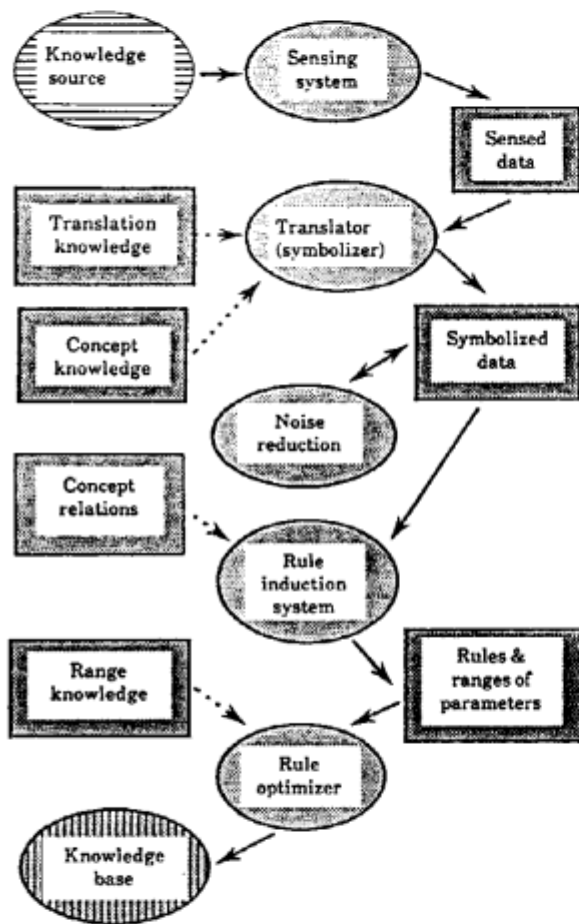 Knowledge
source
Sensing
system
Sensed
data
Translation
knowledge
Translator
(symbolizer)
Concept
knowledge
Symbolized
data
Noise
reduction
Concept
relations
Rule
induction
system
Range
knowledge
Rules &
ranges of
parameters
Rule
optimizer
Knowledge
base